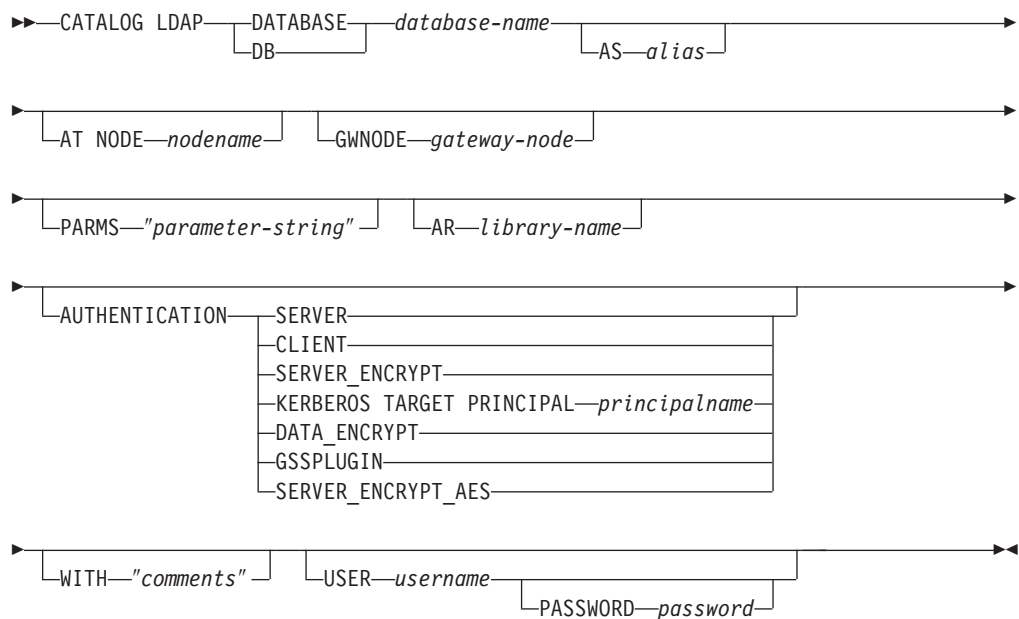 CATALOG LDAP DATABASE database-name
DB AS alias
AT NODE nodename GWNODE gateway-node
PARMS "parameter-string" AR library-name
AUTHENTICATION SERVER
CLIENT
SERVER_ENCRYPT
KERBEROS TARGET PRINCIPAL principalname
DATA_ENCRYPT
GSSPLUGIN
SERVER_ENCRYPT_AES
WITH "comments" USER username
PASSWORD password